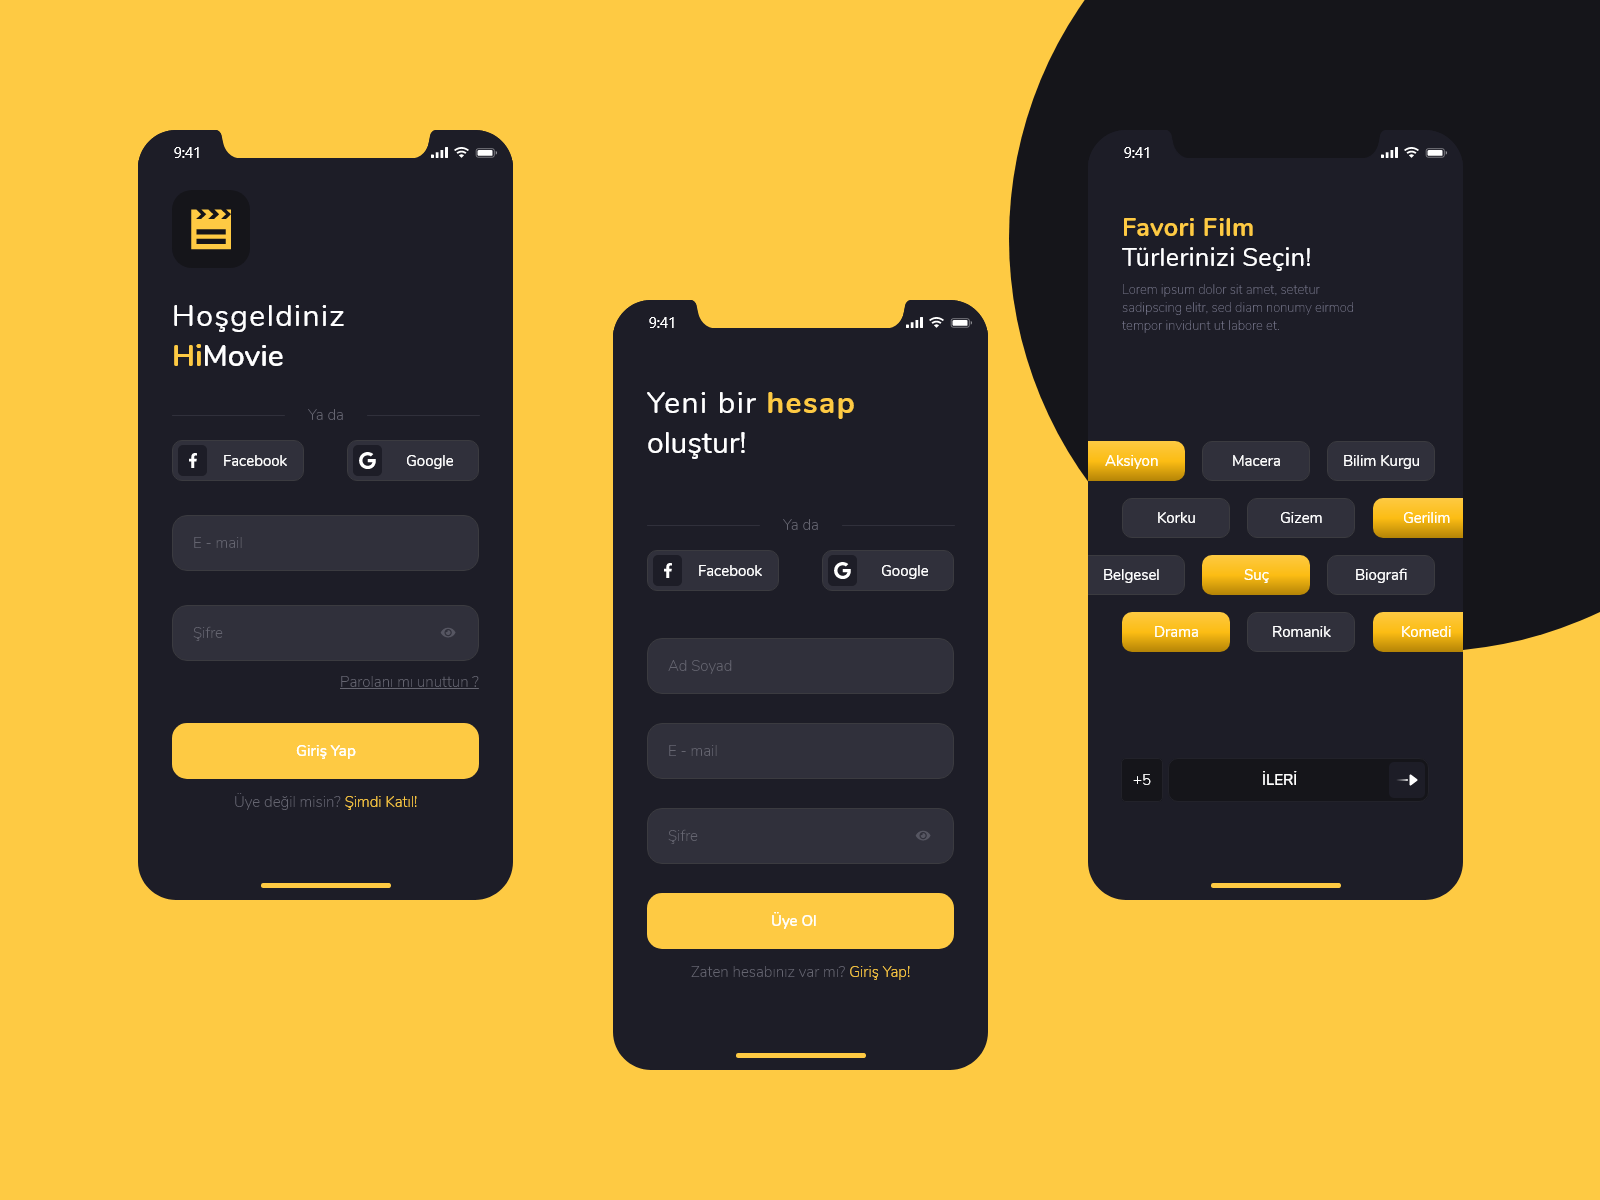 9:41
Hoşgeldiniz
HiMovie
Ya da
Facebook Google
E - mail
Şifre
Parolanı mı unuttun ?
Giriş Yap
Üye değil misin? Şimdi Katıl!
9:41
Yeni bir hesap
oluştur!
Ya da
Facebook Google
Ad Soyad
E - mail
Şifre
Üye Ol
Zaten hesabınız var mı? Giriş Yap!
9:41
Favori Film
Türlerinizi Seçin!
Lorem ipsum dolor sit amet, setetur
sadipscing elitr, sed diam nonumy eirmod
tempor invidunt ut labore et.
Aksiyon Macera Bilim Kurgu
Korku Gizem Gerilim
Belgesel Suç Biografi
Drama Romanik Komedi
+5 İLERİ